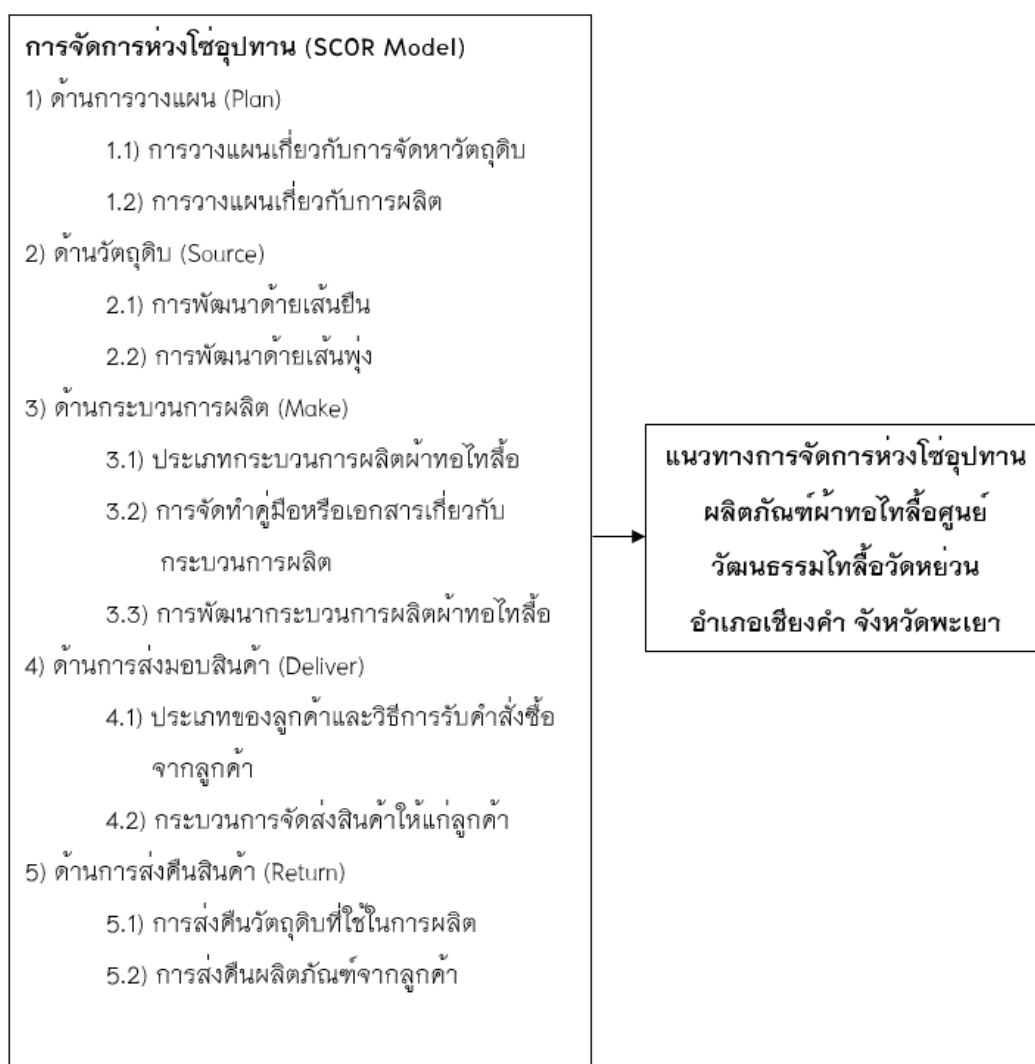 การจัดการห่วงโซ่อุปทาน (SCOR Model)
1) ด้านการวางแผน (Plan)
1.1) การวางแผนเกี่ยวกับการจัดหาวัตถุดิบ
1.2) การวางแผนเกี่ยวกับการผลิต
2) ด้านวัตถุดิบ (Source)
2.1) การพัฒนาด้ายเส้นยืน
2.2) การพัฒนาด้ายเส้นพุ่ง
3) ด้านกระบวนการผลิต (Make)
3.1) ประเภทกระบวนการผลิตผ้าทอไทลื้อ
3.2) การจัดทำคู่มือหรือเอกสารเกี่ยวกับ
กระบวนการผลิต
3.3) การพัฒนากระบวนการผลิตผ้าทอไทลื้อ
4) ด้านการส่งมอบสินค้า (Deliver)
4.1) ประเภทของลูกค้าและวิธีการรับคำสั่งซื้อ
จากลูกค้า
4.2) กระบวนการจัดส่งสินค้าให้แก่ลูกค้า
5) ด้านการส่งคืนสินค้า (Return)
5.1) การส่งคืนวัตถุดิบที่ใช้ในการผลิต
5.2) การส่งคืนผลิตภัณฑ์จากลูกค้า
แนวทางการจัดการห่วงโซ่อุปทาน
ผลิตภัณฑ์ผ้าทอไทลื้อศูนย์
วัฒนธรรมไทลื้อวัดหย่วน
อำเภอเชียงคำ จังหวัดพะเยา